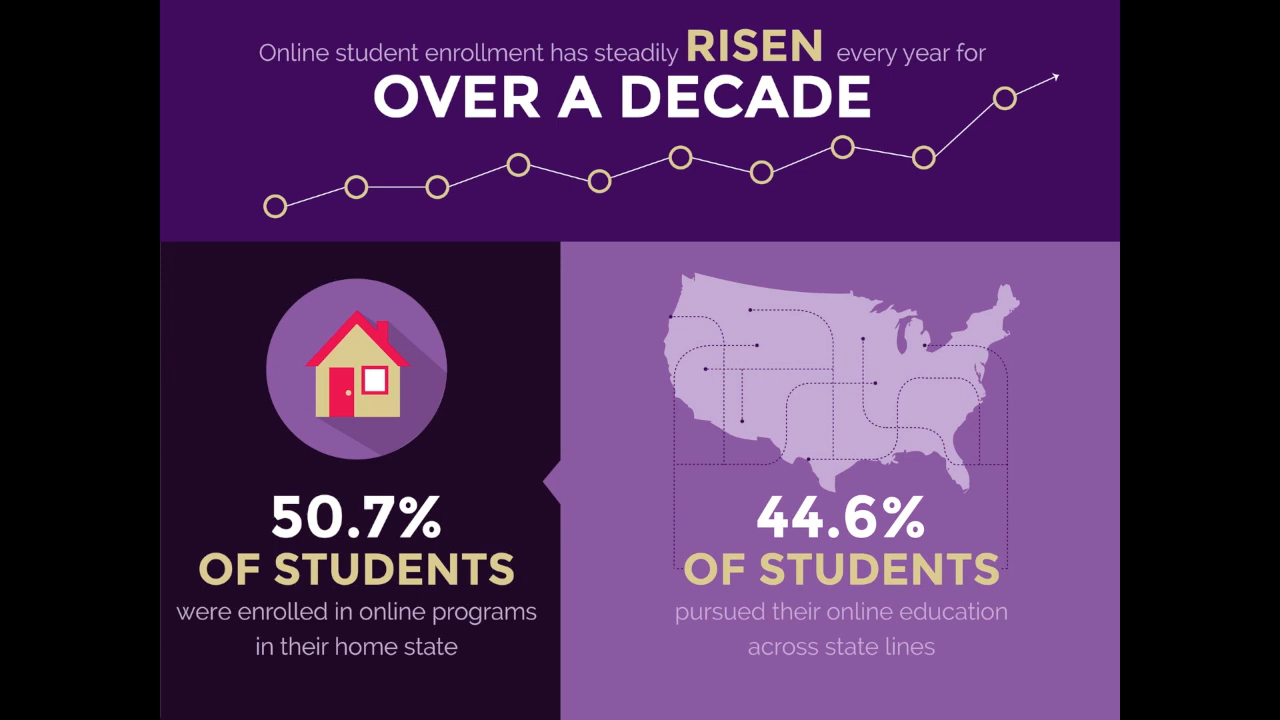 Online student enrollment has steadily RISEN every year for
OVER A DECADE
50.7%
OF STUDENTS
were enrolled in online programs
in their home state
44.6%
OF STUDENTS
pursued their online education
across state lines